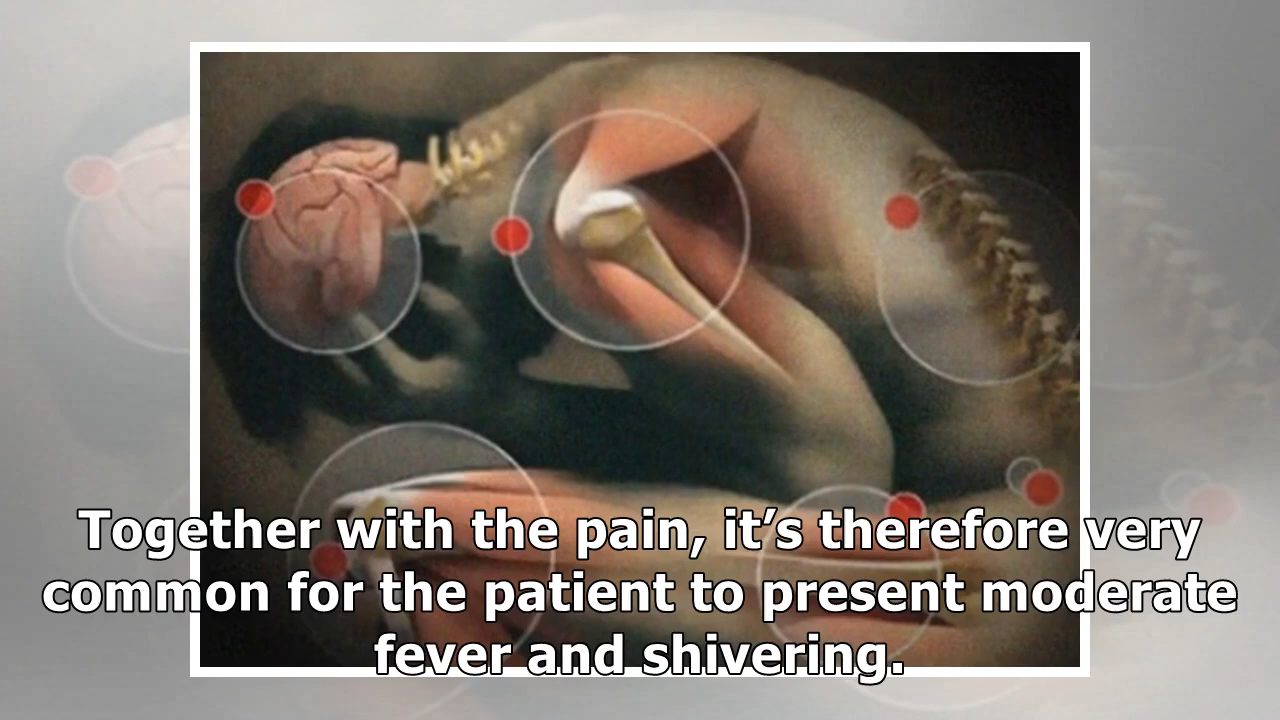 Together with the pain, it’s therefore very
common for the patient to present moderate
fever and shivering.